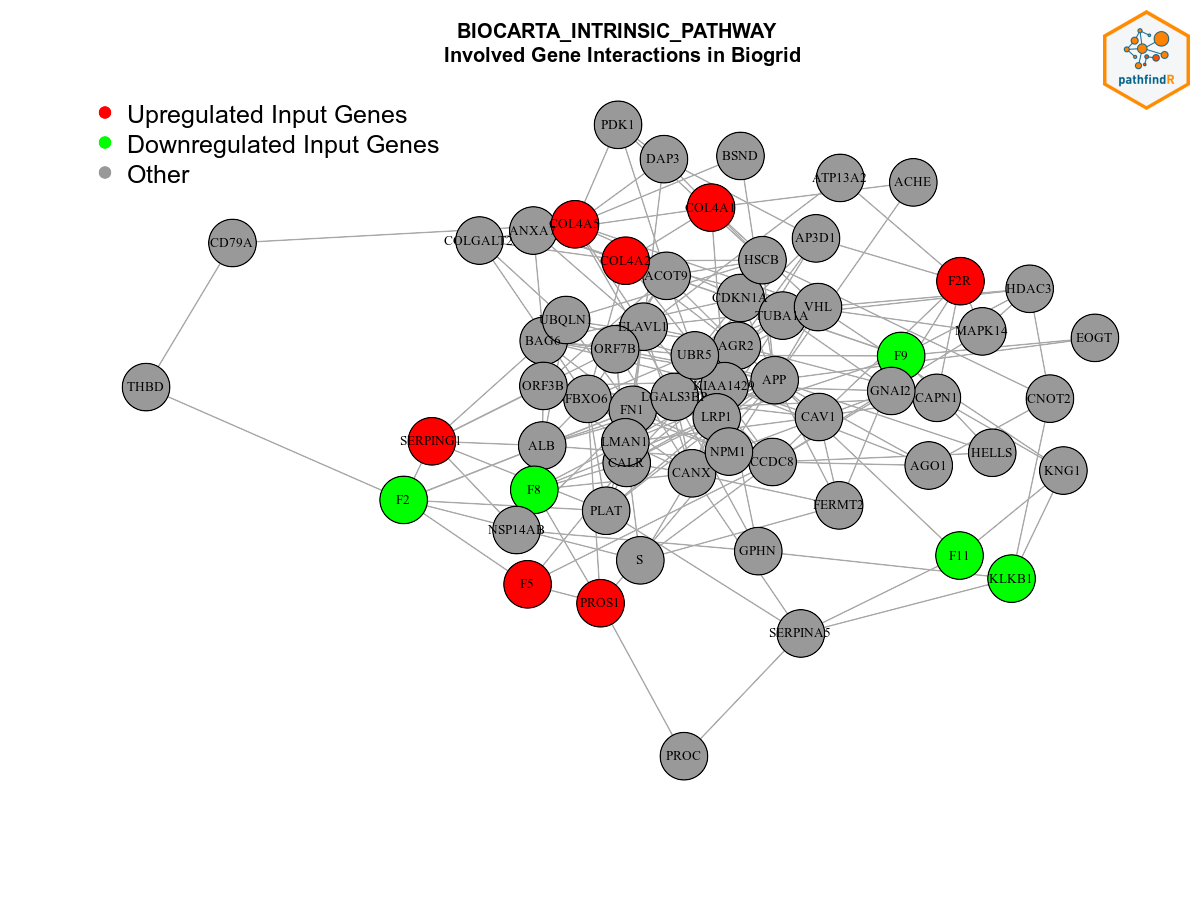 BIOCARTA_INTRINSIC_PATHWAY
Involved Gene Interactions in Biogrid
pathfindR
Upregulated Input Genes
Downregulated Input Genes
Other
PDK1
DAP3
BSND
ATP13A2
ACHE
COL4A1
COL4A5
CD79A
COLGALT2
AP3D1
COL4A2
HSCB
ACOT9
F2R
HDAC3
CDKN1A
TUBA1A
VHL
UBQLN
ELAVL1
MAPK14
EOGT
BAG6
ORF7B
AGR2
UBR5
F9
THBD
ORF3B
KIAA1429
APP
GNAI2
FBXO6
LGALS3BP
CAPN1
CNOT2
FN1
LRP1
CAV1
SERPING1
ALB
LMAN1
NPM1
HELLS
CALR
CCDC8
AGO1
KNG1
CANX
F8
F2
PLAT
FERMT2
NSP14AB
GPHN
F11
S
KLKB1
F5
PROS1
SERPINA5
PROC